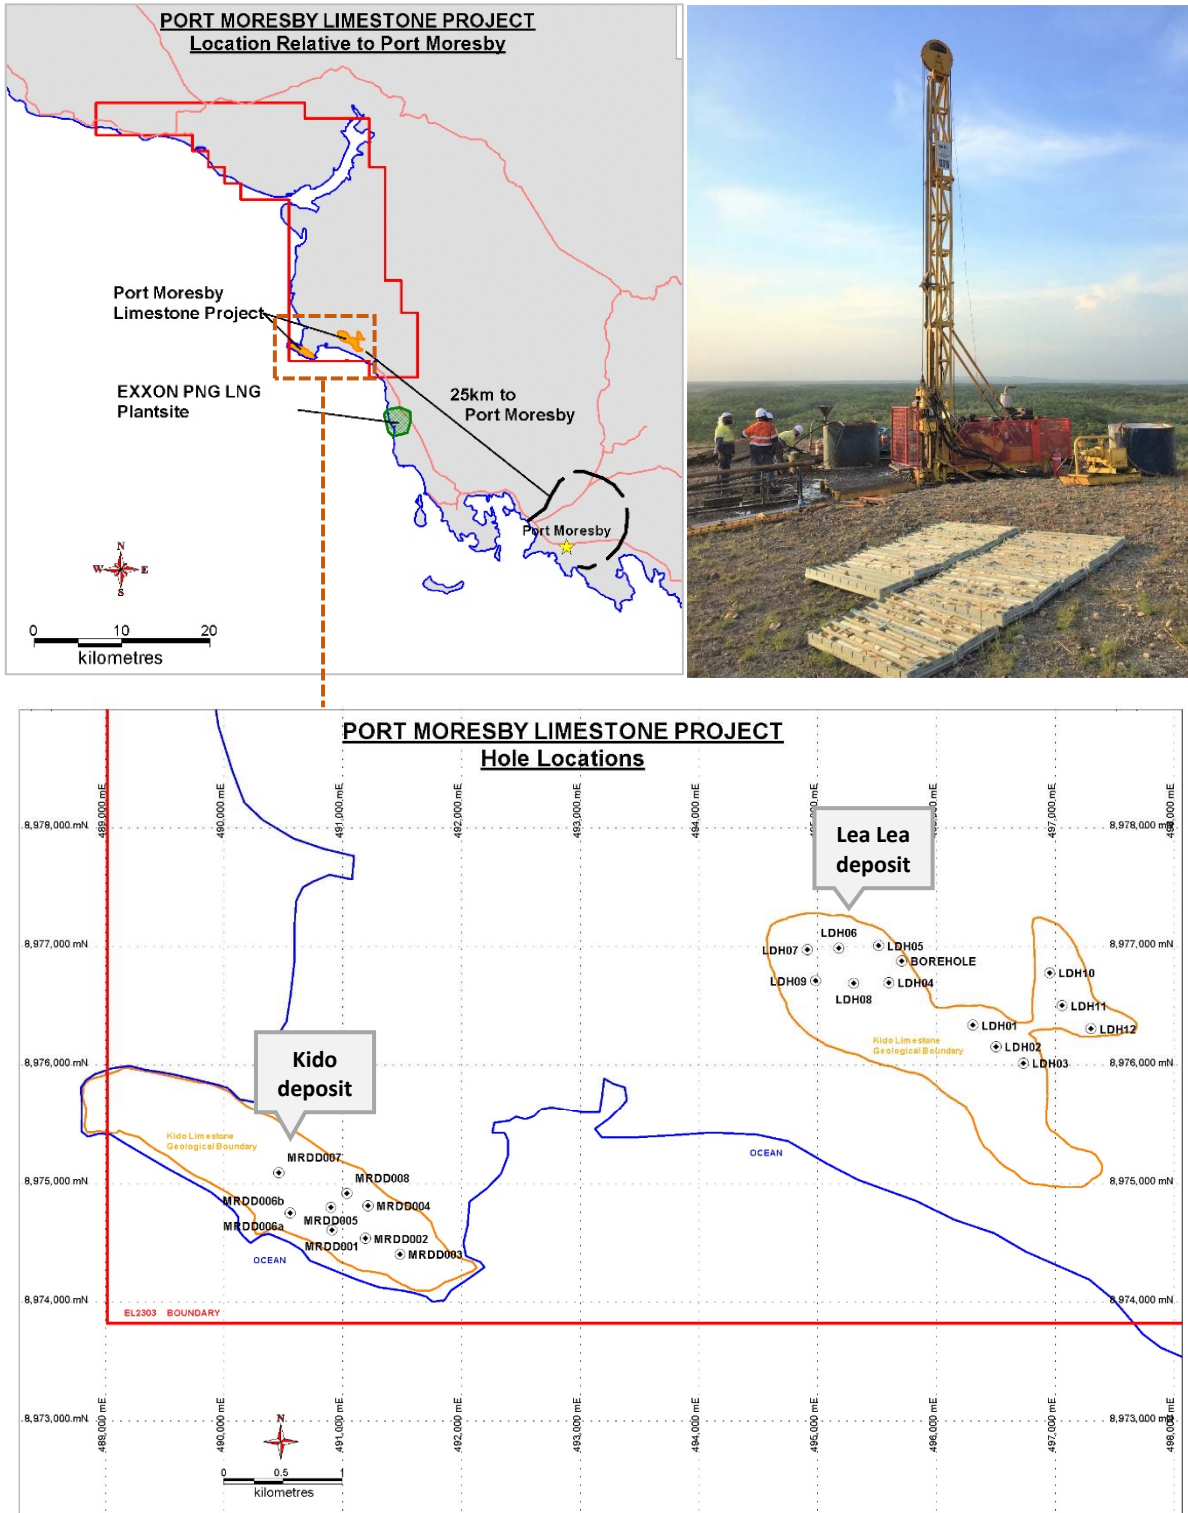 PORT MORESBY LIMESTONE PROJECT
Location Relative to Port Moresby
Port Moresby
Limestone Project
EXXON PNG LNG
Plantsite
25km to
Port Moresby
Port Moresby
N
W E
S
0 10 20
kilometres
PORT MORESBY LIMESTONE PROJECT
Hole Locations
489,000 mE
490,000 mE
491,000 mE
492,000 mE
493,000 mE
494,000 mE
497,000 mE
498,000 mE
8,978,000 mN
8,978,000 mN
Lea Lea
deposit
8,977,000 mN
8,977,000 mN
LDH06
LDH07
LDH05
BOREHOLE
LDH09
LDH08
LDH04
LDH10
LDH11
LDH01
LDH12
LDH02
LDH03
Kido Limestone
Geological Boundary
8,976,000 mN
8,976,000 mN
Kido
deposit
Kido Limestone
Geological Boundary
OCEAN
MRDD007
MRDD008
8,975,000 mN
8,975,000 mN
MRDD006b
MRDD004
MRDD005
MRDD006a
MRDD001
MRDD002
MRDD003
OCEAN
8,974,000 mN
8,974,000 mN
EL2303 BOUNDARY
8,973,000 mN
8,973,000 mN
489,000 mE
490,000 mE
491,000 mE
492,000 mE
493,000 mE
494,000 mE
495,000 mE
496,000 mE
497,000 mE
498,000 mE
N
0 0.5 1
kilometres